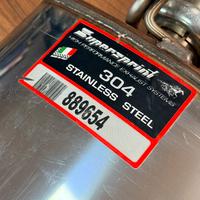 Supersprint
HIGH PERFORMANCE EXHAUST SYSTEMS
304
STAINLESS STEEL
889654